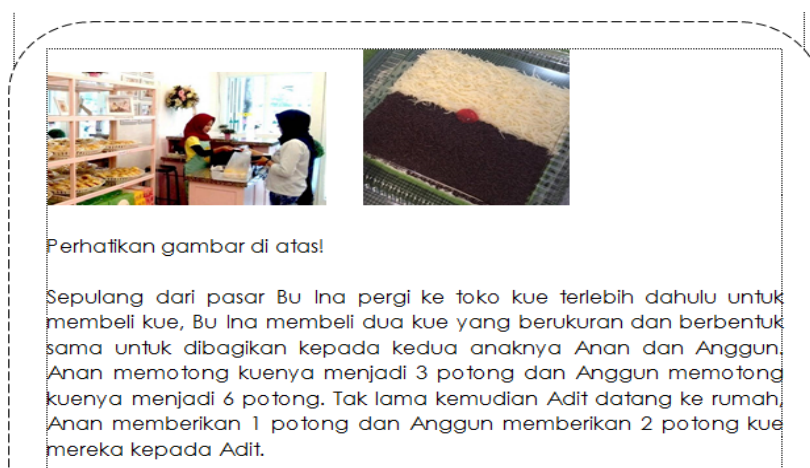 Perhatikan gambar di atas!
Sepulang dari pasar Bu Ina pergi ke toko kue terlebih dahulu untuk
membeli kue, Bu Ina membeli dua kue yang berukuran dan berbentuk
sama untuk dibagikan kepada kedua anaknya Anan dan Anggun.
Anan memotong kuenya menjadi 3 potong dan Anggun memotong
kuenya menjadi 6 potong. Tak lama kemudian Adit datang ke rumah,
Anan memberikan 1 potong dan Anggun memberikan 2 potong kue
mereka kepada Adit.